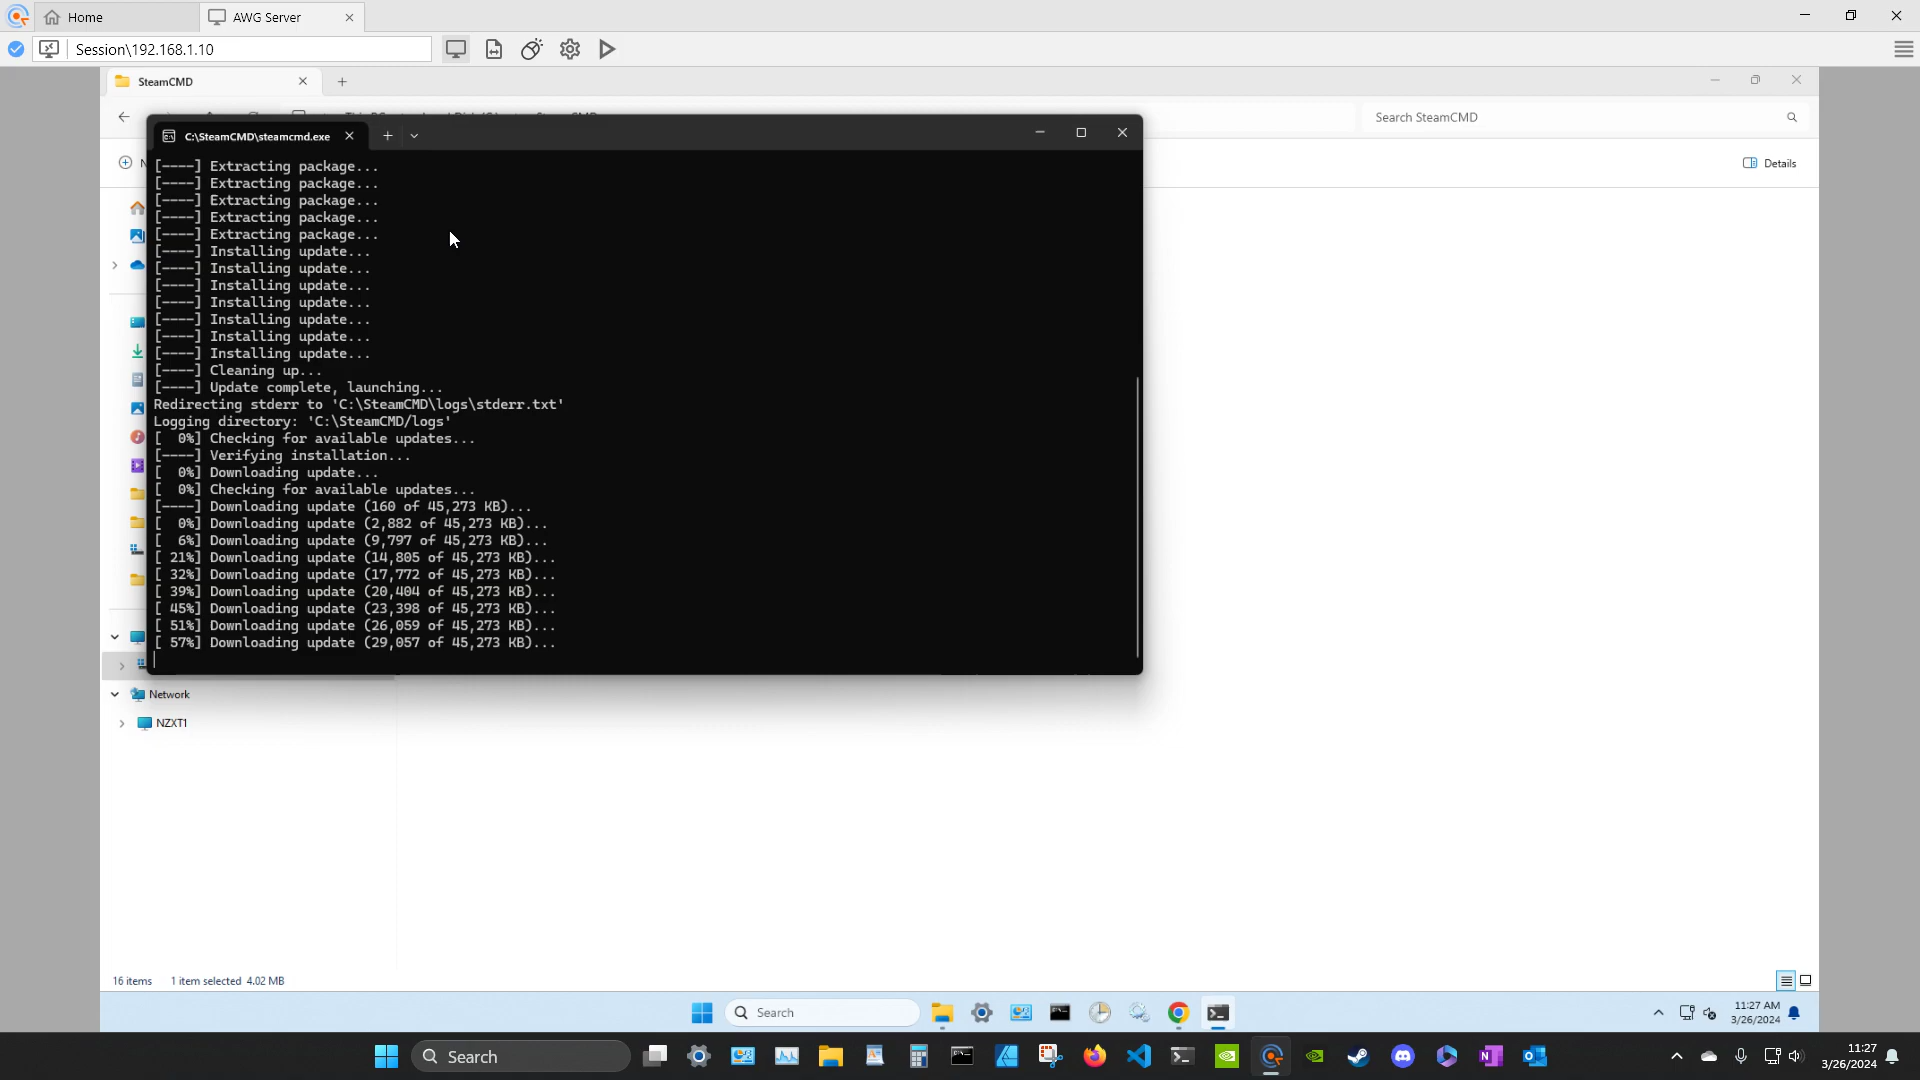 Home
AWG Server
Session\192.168.1.10
SteamCMD
Search SteamCMD
Details
C:\SteamCMD\steamcmd.exe
[----] Extracting package...
[----] Extracting package...
[----] Extracting package...
[----] Extracting package...
[----] Extracting package...
[----] Installing update...
[----] Installing update...
[----] Installing update...
[----] Installing update...
[----] Installing update...
[----] Installing update...
[----] Installing update...
[----] Cleaning up...
[----] Update complete, launching...
Redirecting stderr to 'C:\SteamCMD\logs\stderr.txt'
Logging directory: 'C:\SteamCMD/logs'
[  0%] Checking for available updates...
[----] Verifying installation...
[  0%] Downloading update...
[  0%] Checking for available updates...
[----] Downloading update (160 of 45,273 KB)...
[  0%] Downloading update (2,882 of 45,273 KB)...
[  6%] Downloading update (9,797 of 45,273 KB)...
[ 21%] Downloading update (14,805 of 45,273 KB)...
[ 32%] Downloading update (17,772 of 45,273 KB)...
[ 39%] Downloading update (20,404 of 45,273 KB)...
[ 45%] Downloading update (23,398 of 45,273 KB)...
[ 51%] Downloading update (26,059 of 45,273 KB)...
[ 57%] Downloading update (29,057 of 45,273 KB)...
Network
NZXT1
16 items 1 item selected 4.02 MB
Search
11:27 AM
3/26/2024
Search
11:27
3/26/2024